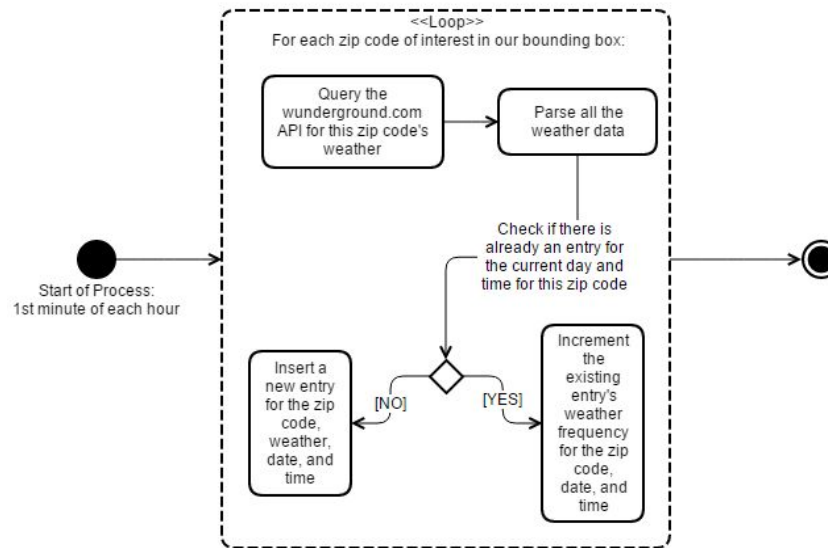 <<Loop>>
For each zip code of interest in our bounding box:
Query the
wunderground.com
API for this zip code's
weather
Parse all the
weather data
Check if there is
already an entry for
the current day and
time for this zip code
Start of Process:
1st minute of each hour
Insert a
new entry
for the zip
code,
weather,
date, and
time
[NO]
[YES]
Increment
the
existing
entry's
weather
frequency
for the zip
code,
date, and
time